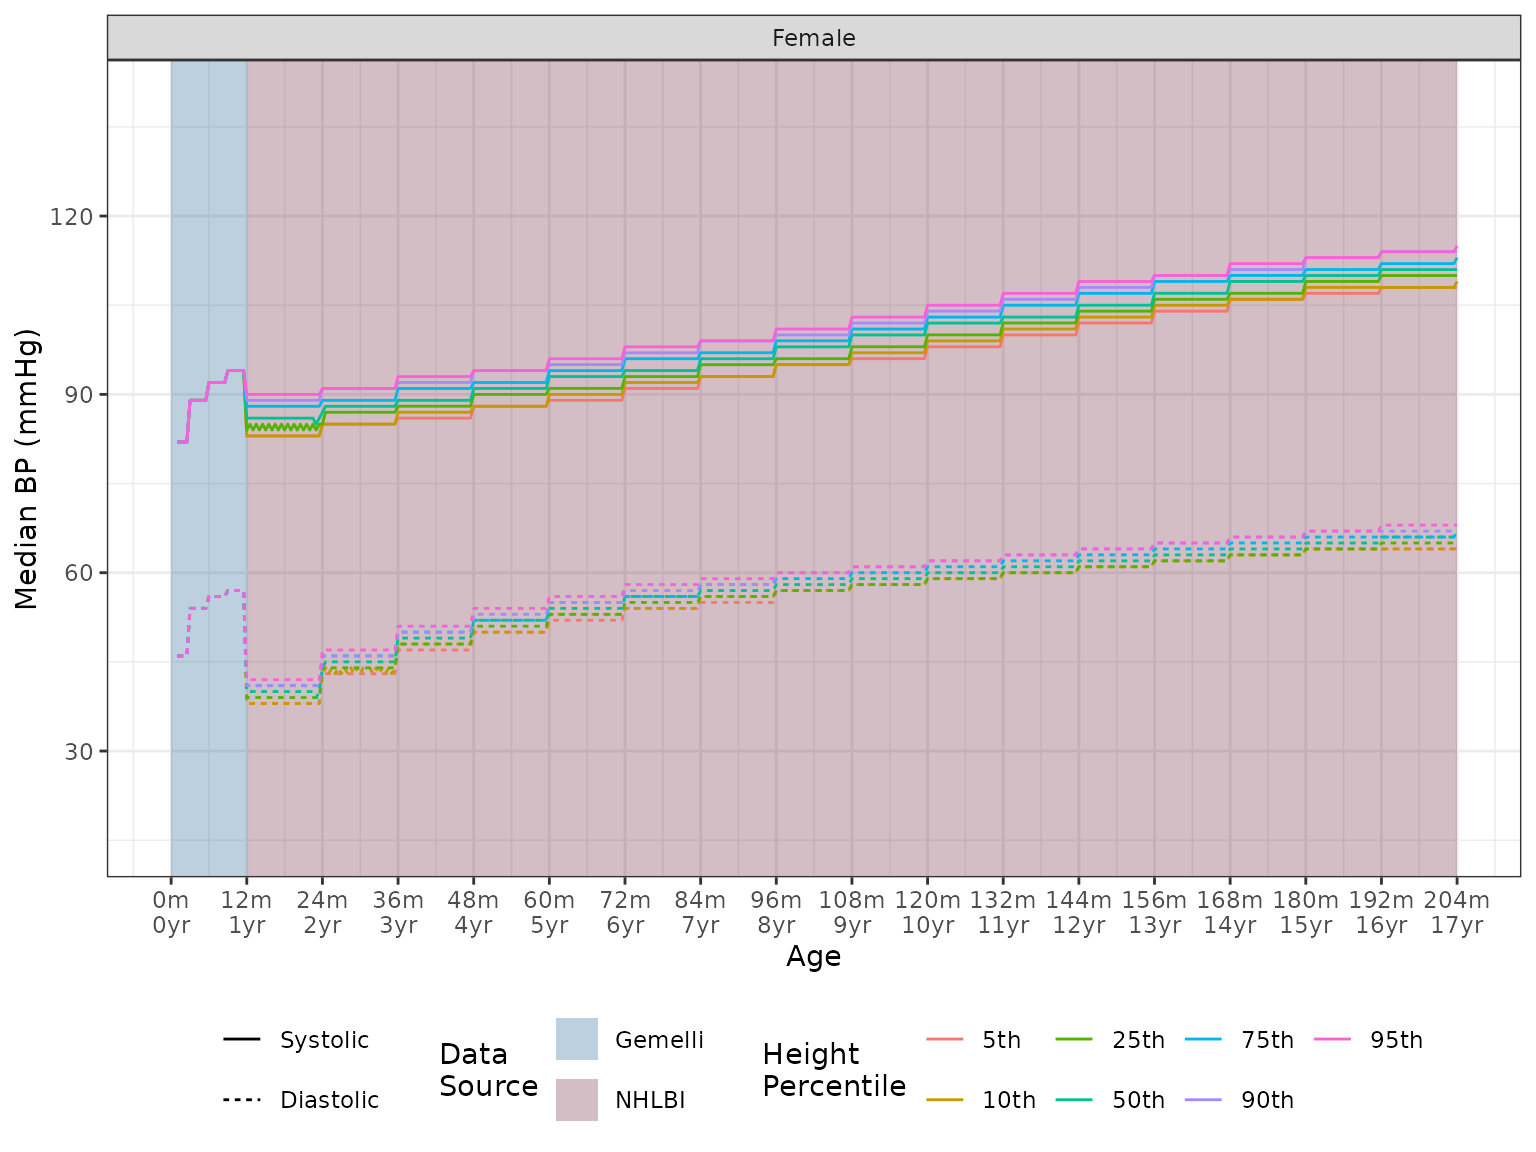 Female
Median BP (mmHg)
120
90
60
30
0m 12m 24m 36m 48m 60m 72m 84m 96m 108m 120m 132m 144m 156m 168m 180m 192m 204m
0yr 1yr 2yr 3yr 4yr 5yr 6yr 7yr 8yr 9yr 10yr 11yr 12yr 13yr 14yr 15yr 16yr 17yr
Age
Systolic
Diastolic
Data
Source
Gemelli
NHLBI
Height
Percentile
5th 25th 75th 95th
10th 50th 90th